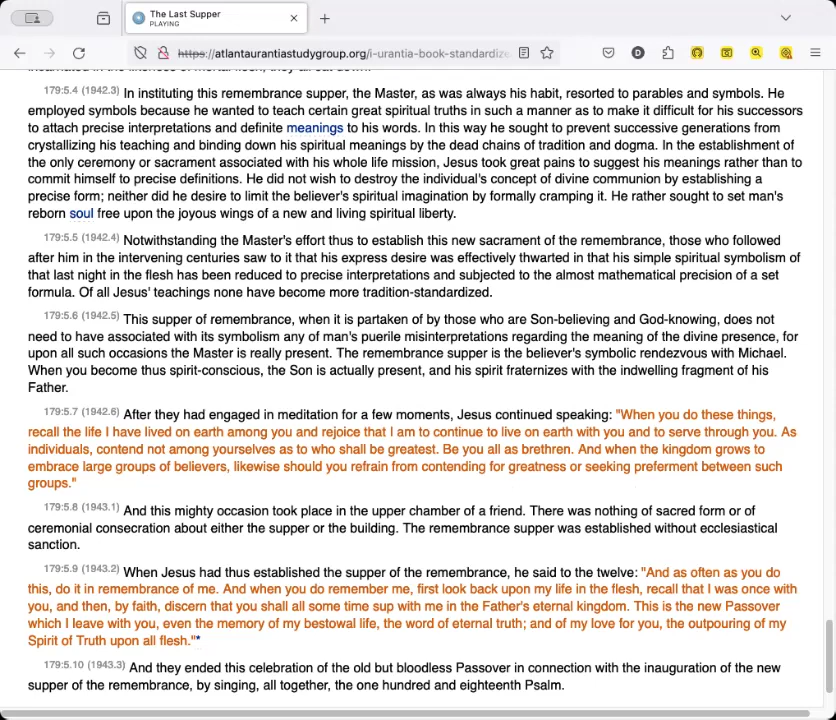 The Last Supper
PLAYING
https://atlantaurantiastudygroup.org/i-urantia-book-standardize
179:5.4 (1942.3) In instituting this remembrance supper, the Master, as was always his habit, resorted to parables and symbols. He
employed symbols because he wanted to teach certain great spiritual truths in such a manner as to make it difficult for his successors
to attach precise interpretations and definite meanings to his words. In this way he sought to prevent successive generations from
crystallizing his teaching and binding down his spiritual meanings by the dead chains of tradition and dogma. In the establishment of
the only ceremony or sacrament associated with his whole life mission, Jesus took great pains to suggest his meanings rather than to
commit himself to precise definitions. He did not wish to destroy the individual's concept of divine communion by establishing a
precise form; neither did he desire to limit the believer's spiritual imagination by formally cramping it. He rather sought to set man's
reborn soul free upon the joyous wings of a new and living spiritual liberty.
179:5.5 (1942.4) Notwithstanding the Master's effort thus to establish this new sacrament of the remembrance, those who followed
after him in the intervening centuries saw to it that his express desire was effectively thwarted in that his simple spiritual symbolism of
that last night in the flesh has been reduced to precise interpretations and subjected to the almost mathematical precision of a set
formula. Of all Jesus' teachings none have become more tradition-standardized.
179:5.6 (1942.5) This supper of remembrance, when it is partaken of by those who are Son-believing and God-knowing, does not
need to have associated with its symbolism any of man's puerile misinterpretations regarding the meaning of the divine presence, for
upon all such occasions the Master is really present. The remembrance supper is the believer's symbolic rendezvous with Michael.
When you become thus spirit-conscious, the Son is actually present, and his spirit fraternizes with the indwelling fragment of his
Father.
179:5.7 (1942.6) After they had engaged in meditation for a few moments, Jesus continued speaking: "When you do these things,
recall the life I have lived on earth among you and rejoice that I am to continue to live on earth with you and to serve through you. As
individuals, contend not among yourselves as to who shall be greatest. Be you all as brethren. And when the kingdom grows to
embrace large groups of believers, likewise should you refrain from contending for greatness or seeking preferment between such
groups."
179:5.8 (1943.1) And this mighty occasion took place in the upper chamber of a friend. There was nothing of sacred form or of
ceremonial consecration about either the supper or the building. The remembrance supper was established without ecclesiastical
sanction.
179:5.9 (1943.2) When Jesus had thus established the supper of the remembrance, he said to the twelve: "And as often as you do
this, do it in remembrance of me. And when you do remember me, first look back upon my life in the flesh, recall that I was once with
you, and then, by faith, discern that you shall all some time sup with me in the Father's eternal kingdom. This is the new Passover
which I leave with you, even the memory of my bestowal life, the word of eternal truth; and of my love for you, the outpouring of my
Spirit of Truth upon all flesh."*
179:5.10 (1943.3) And they ended this celebration of the old but bloodless Passover in connection with the inauguration of the new
supper of the remembrance, by singing, all together, the one hundred and eighteenth Psalm.